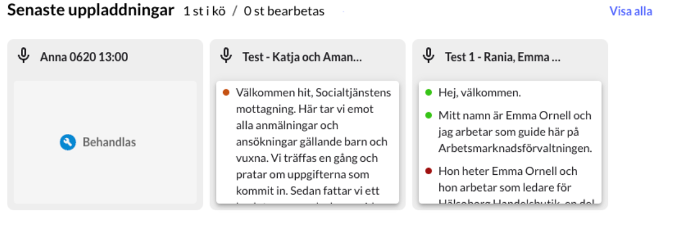 Senaste uppladdningar 1 st i kö / 0 st bearbetas Visa alla
Anna 0620 13:00
Behandlas
Test - Katja och Aman...
Välkommen hit, Socialtjänstens
mottagning. Här tar vi emot
alla anmälningar och
ansökningar gällande barn och
vuxna. Vi träffas en gång och
pratar om uppgifterna som
kommit in. Sedan fattar vi ett
Test 1 - Rania, Emma ...
Hej, välkommen.
Mitt namn är Emma Ornell och
jag arbetar som guide här på
Arbetsmarknadsförvaltningen.
Hon heter Emma Ornell och
hon arbetar som ledare för